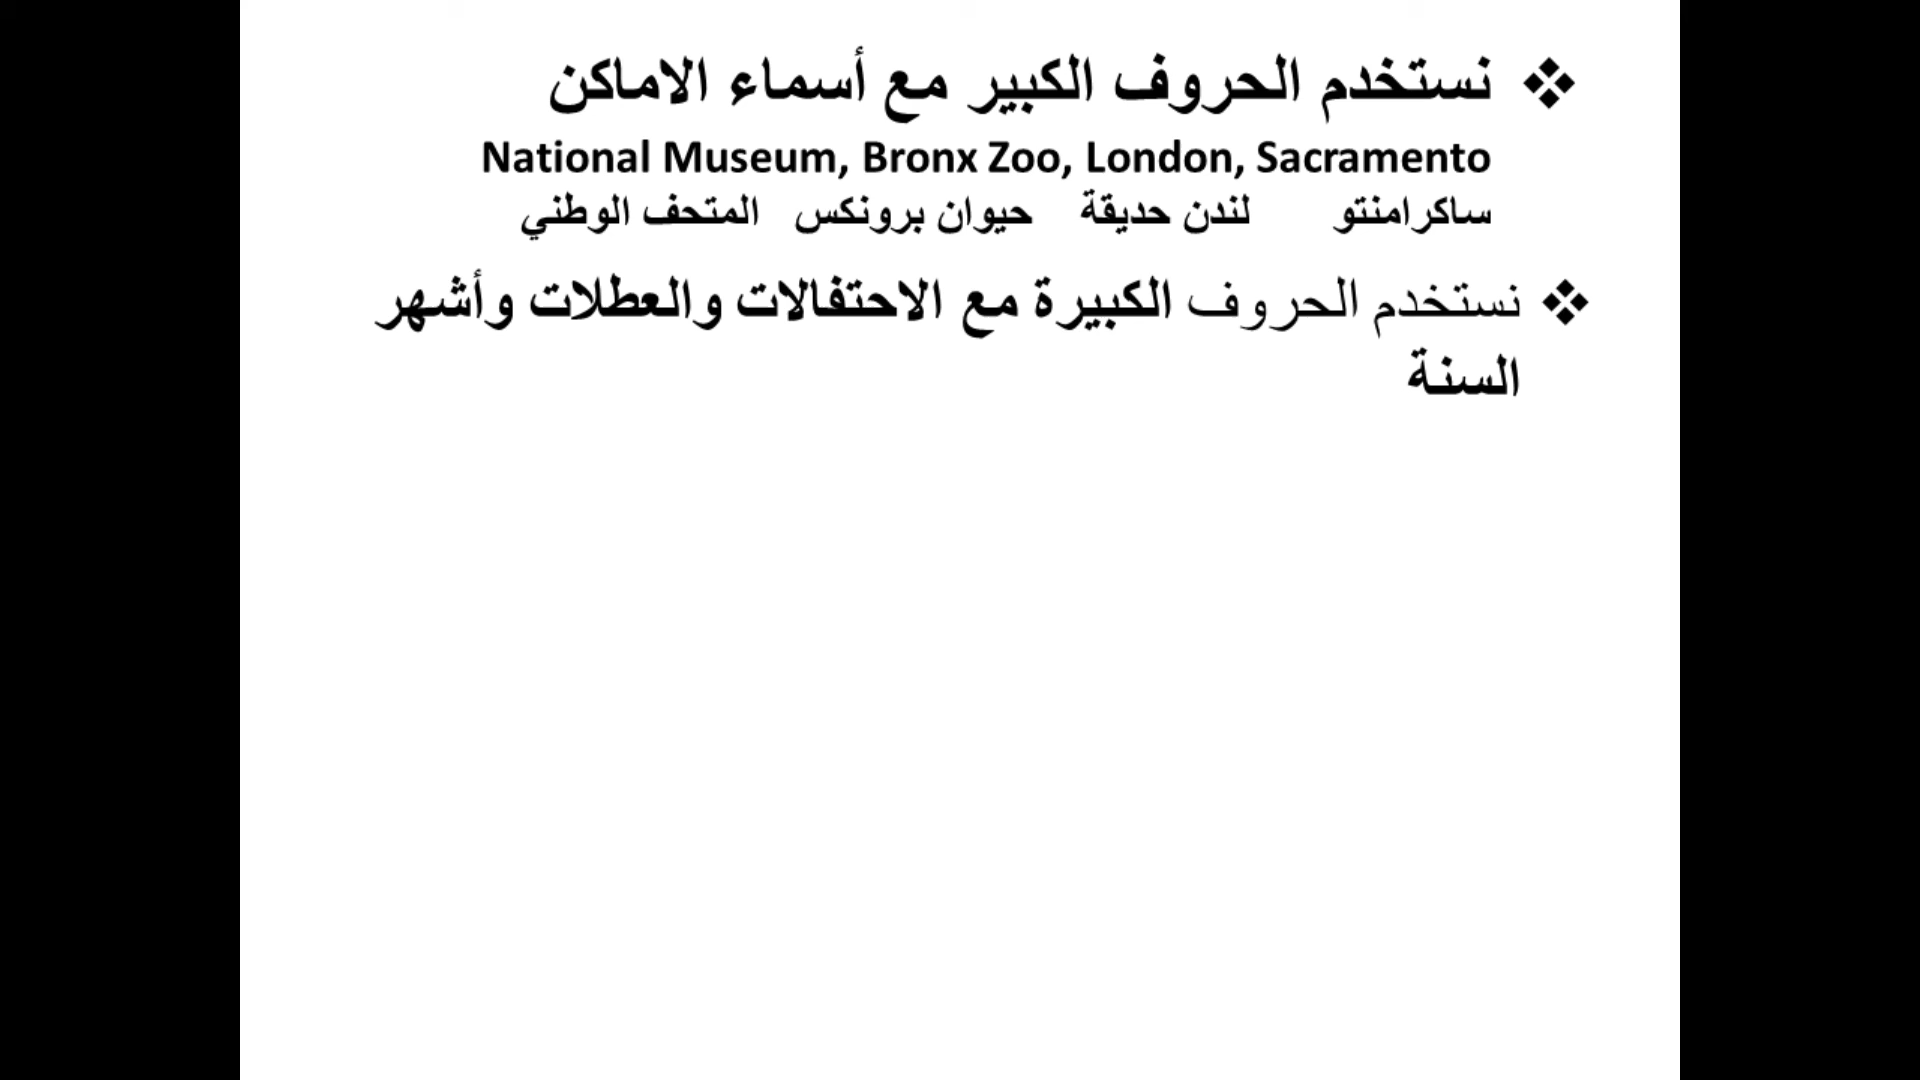 ❖ نستخدم الحروف الكبير مع أسماء الاماكن
National Museum, Bronx Zoo, London, Sacramento
ساكرامنتو لندن حديقة حيوان برونكس المتحف الوطني
❖ نستخدم الحروف الكبيرة مع الاحتفالات والعطلات وأشهر
السنة